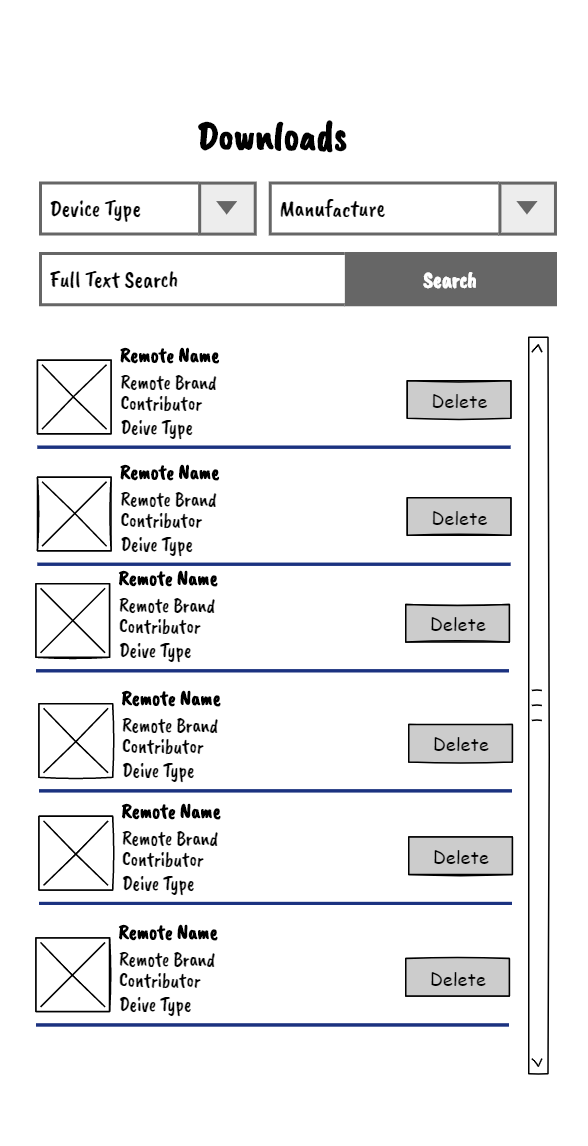 Downloads
Device Type
Manufacture
Full Text Search
Search
Remote Name
Remote Brand
Contributor
Deive Type
Delete
Remote Name
Remote Brand
Contributor
Deive Type
Delete
Remote Name
Remote Brand
Contributor
Deive Type
Delete
Remote Name
Remote Brand
Contributor
Deive Type
Delete
Remote Name
Remote Brand
Contributor
Deive Type
Delete
Remote Name
Remote Brand
Contributor
Deive Type
Delete